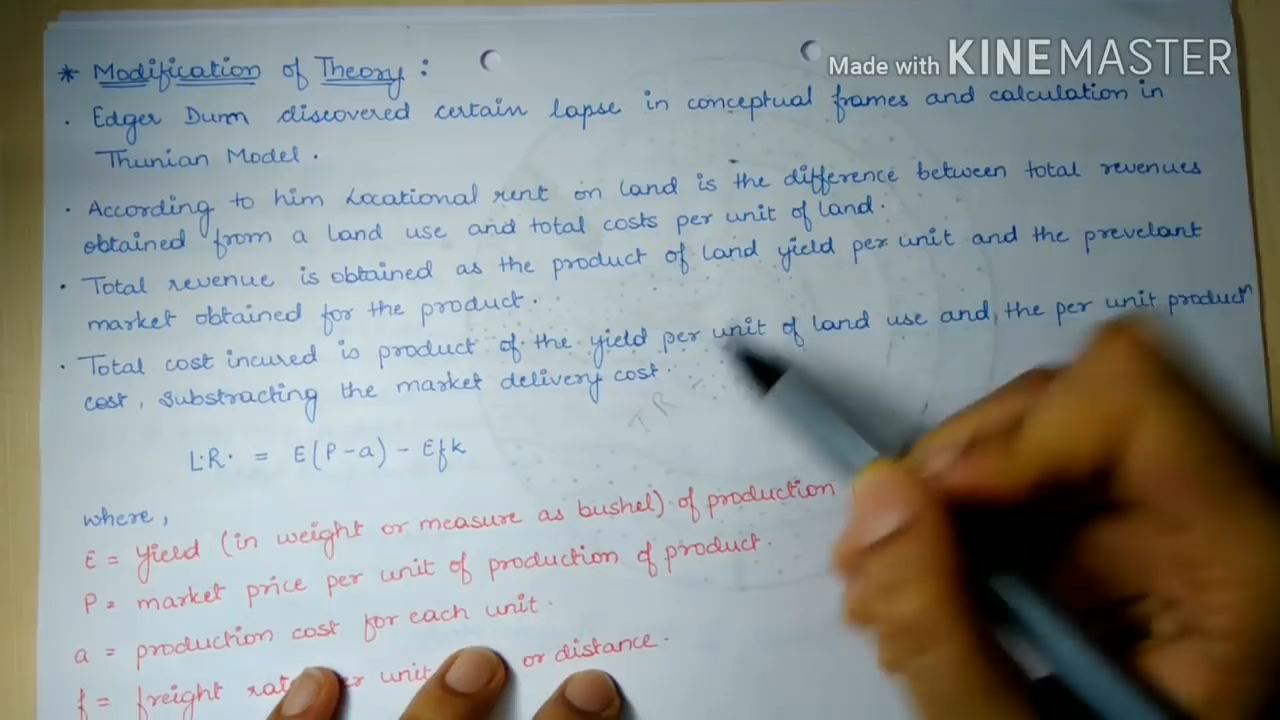 Made with KINEMASTER
* Modification of Theory :
· Edger Dunn discovered certain lapse in conceptual frames and calculation in
Thunian Model .
· According to him Locational rent on land is the difference between total revenues
obtained from a land use and total costs per unit of land .
· Total revenue is obtained as the product of land yield per unit and the prevelant
market obtained for the product .
· Total cost incured is product of the yield per unit of land use and, the per unit product^n
cost , substracting the market delivery cost .
TR
L.R. = E(P-a) - Efk
where ,
E = Yield (in weight or measure as bushel) of production
P = market price per unit of production of product .
a = production cost for each unit .
f = freight unit or distance .